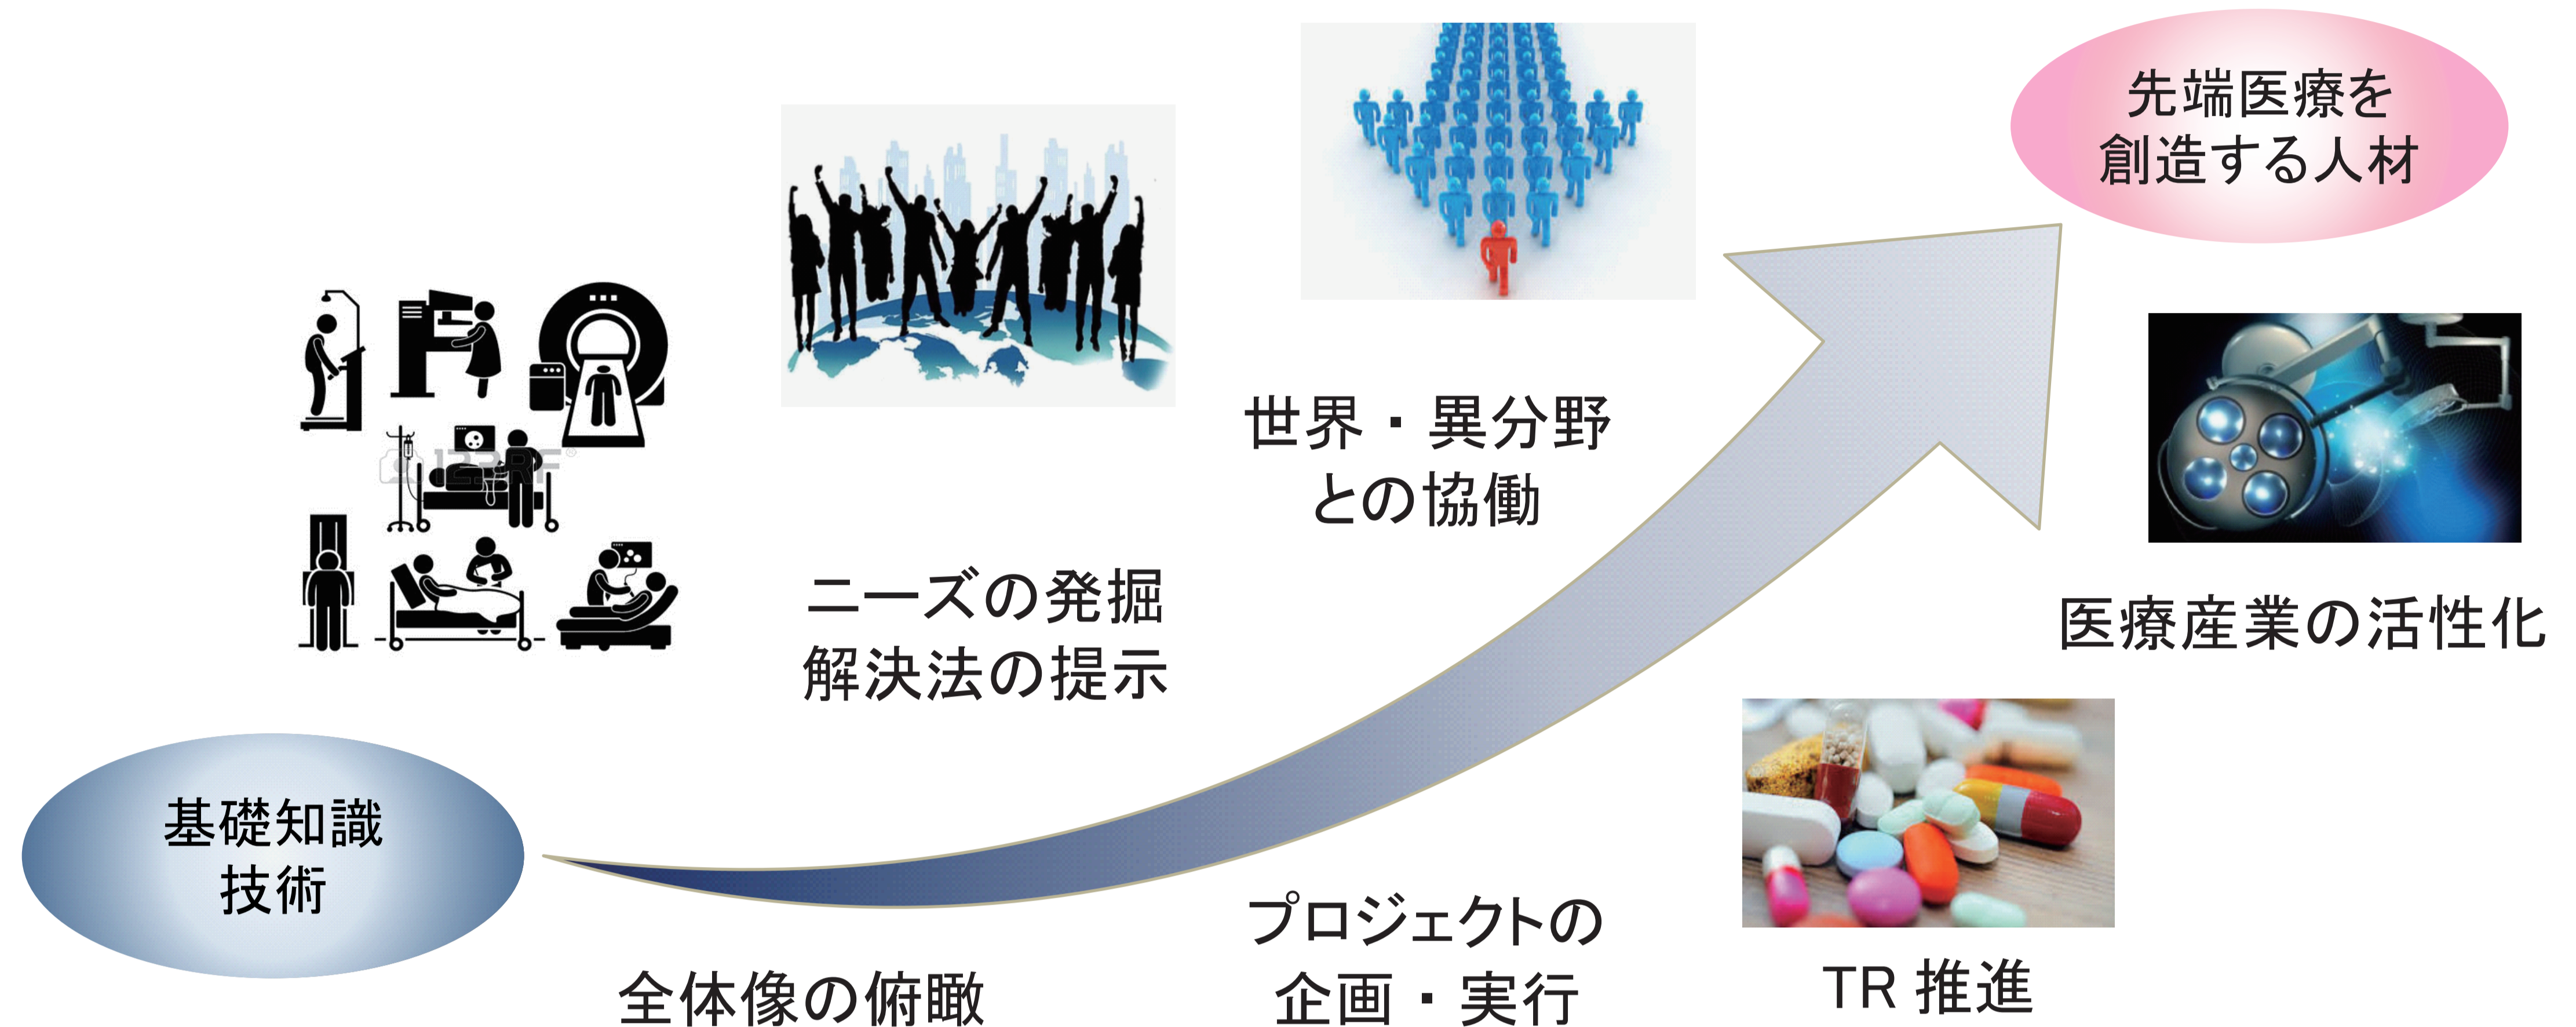 先端医療を
創造する人材
世界・異分野
との協働
ニーズの発掘
解決法の提示
医療産業の活性化
基礎知識
技術
プロジェクトの
企画・実行
全体像の俯瞰
TR 推進
123RF